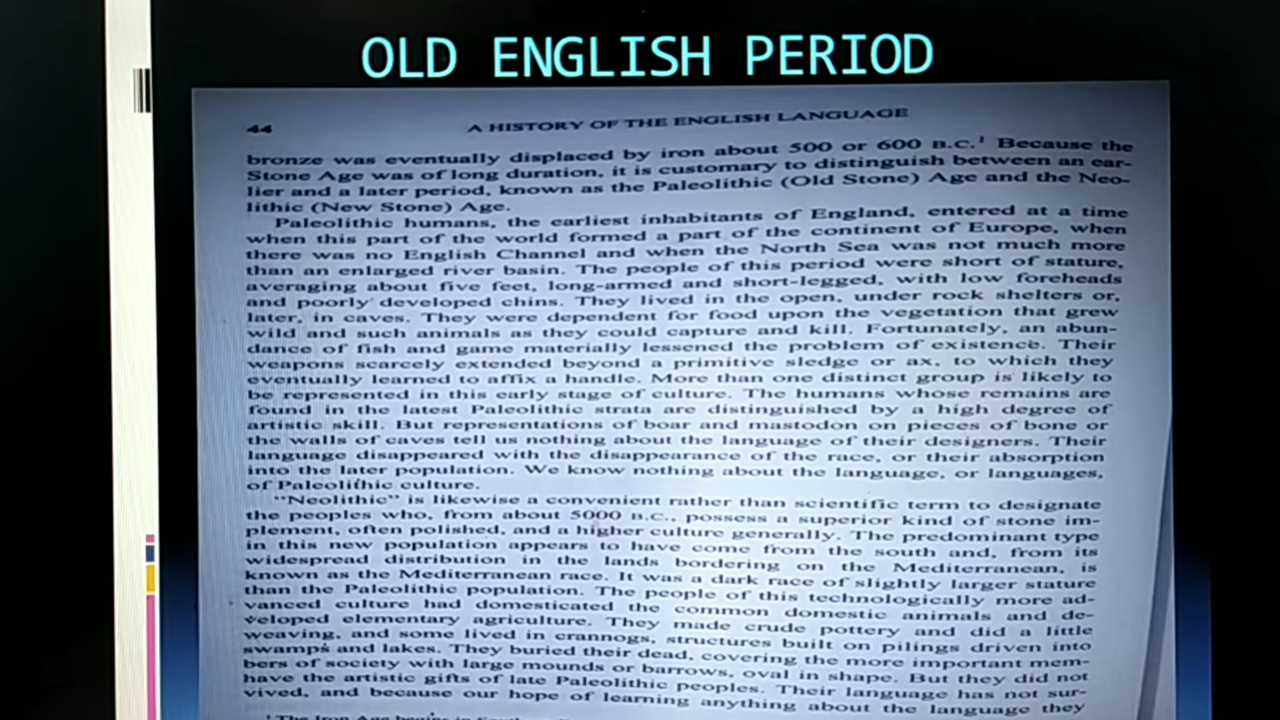 OLD ENGLISH PERIOD
44
A HISTORY OF THE ENGLISH LANGUAGE
bronze was eventually displaced by iron about 500 or 600 B.C.¹ Because the
Stone Age was of long duration, it is customary to distinguish between an ear-
lier and a later period, known as the Paleolithic (Old Stone) Age and the Neo-
lithic (New Stone) Age.
Paleolithic humans, the earliest inhabitants of England, entered at a time
when this part of the world formed a part of the continent of Europe, when
there was no English Channel and when the North Sea was not much more
than an enlarged river basin. The people of this period were short of stature,
averaging about five feet, long-armed and short-legged, with low foreheads
and poorly developed chins. They lived in the open, under rock shelters or,
later, in caves. They were dependent for food upon the vegetation that grew
wild and such animals as they could capture and kill. Fortunately, an abun-
dance of fish and game materially lessened the problem of existence. Their
weapons scarcely extended beyond a primitive sledge or ax, to which they
eventually learned to affix a handle. More than one distinct group is likely to
be represented in this early stage of culture. The humans whose remains are
found in the latest Paleolithic strata are distinguished by a high degree of
artistic skill. But representations of boar and mastodon on pieces of bone or
the walls of caves tell us nothing about the language of their designers. Their
language disappeared with the disappearance of the race, or their absorption
into the later population. We know nothing about the language, or languages,
of Paleolithic culture.
"Neolithic" is likewise a convenient rather than scientific term to designate
the peoples who, from about 5000 B.C., possess a superior kind of stone im-
plement, often polished, and a higher culture generally. The predominant type
in this new population appears to have come from the south and, from its
widespread distribution in the lands bordering on the Mediterranean, is
known as the Mediterranean race. It was a dark race of slightly larger stature
than the Paleolithic population. The people of this technologically more ad-
vanced culture had domesticated the common domestic animals and de-
veloped elementary agriculture. They made crude pottery and did a little
weaving, and some lived in crannogs, structures built on pilings driven into
swamps and lakes. They buried their dead, covering the more important mem-
bers of society with large mounds or barrows, oval in shape. But they did not
have the artistic gifts of late Paleolithic peoples. Their language has not sur-
vived, and because our hope of learning anything about the language they
¹ The Iron Age begins in